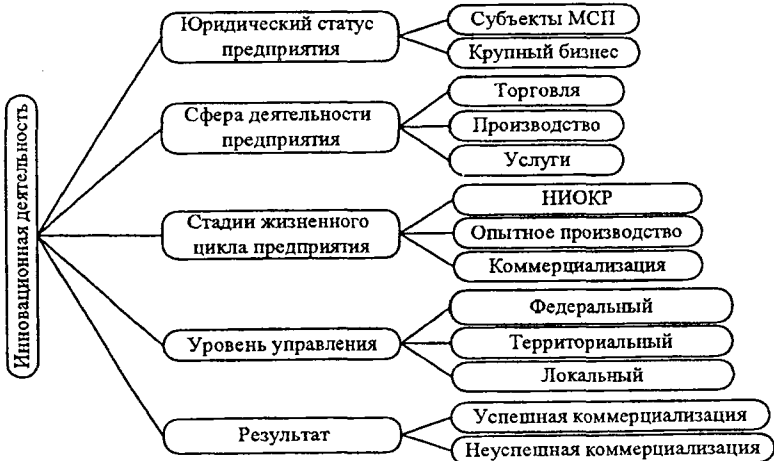 Инновационная деятельность
Юридический статус
предприятия
Субъекты МСП
Крупный бизнес
Сфера деятельности
предприятия
Торговля
Производство
Услуги
Стадии жизненного
цикла предприятия
НИОКР
Опытное производство
Коммерциализация
Уровень управления
Федеральный
Территориальный
Локальный
Результат
Успешная коммерциализация
Неуспешная коммерциализация